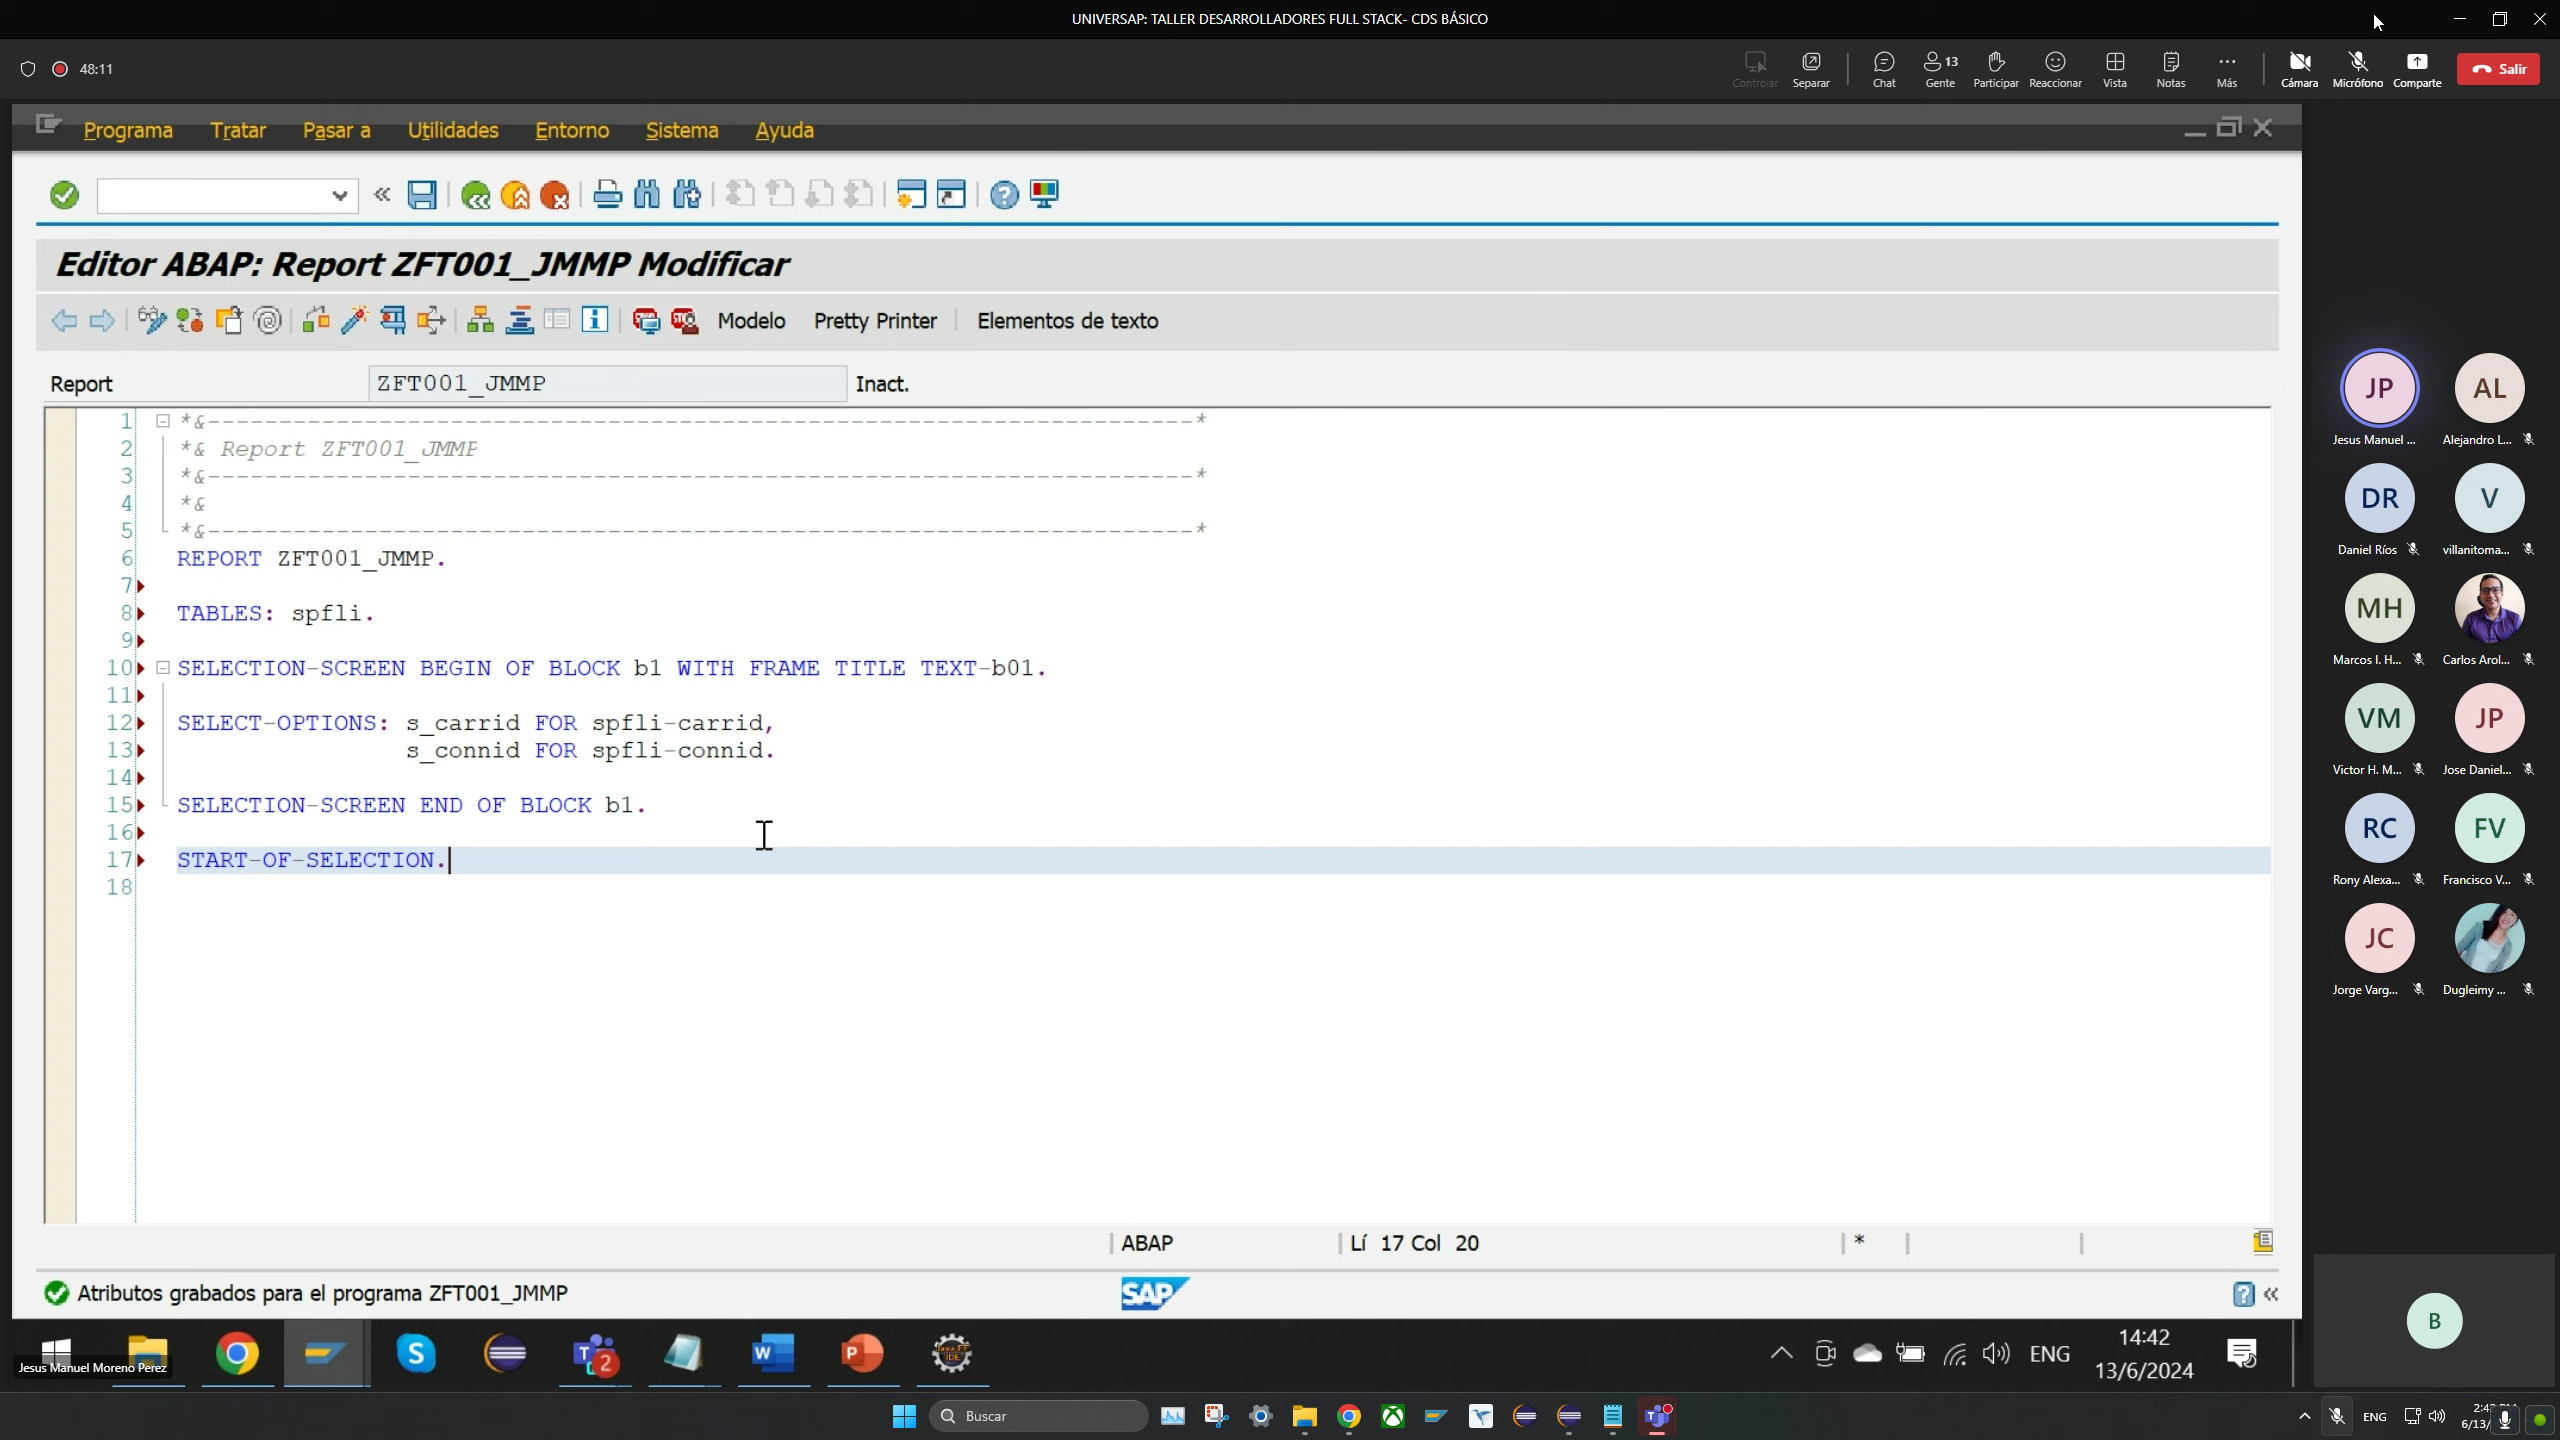 UNIVERSAP: TALLER DESARROLLADORES FULL STACK- CDS BÁSICO
48:11
Controlar
Separar
Chat
13
Gente
Participar
Reaccionar
Vista
Notas
Más
Cámara
Micrófono
Comparte
Salir
Programa Tratar Pasar a Utilidades Entorno Sistema Ayuda
Editor ABAP: Report ZFT001_JMMP Modificar
Modelo Pretty Printer Elementos de texto
Report ZFT001_JMMP Inact.
1 *&---------------------------------------------------------------------*
2 *& Report ZFT001_JMMP
3 *&---------------------------------------------------------------------*
4 *&
5 *&---------------------------------------------------------------------*
6 REPORT ZFT001_JMMP.
7
8 TABLES: spfli.
9
10 SELECTION-SCREEN BEGIN OF BLOCK b1 WITH FRAME TITLE TEXT-b01.
11
12 SELECT-OPTIONS: s_carrid FOR spfli-carrid,
13 s_connid FOR spfli-connid.
14
15 SELECTION-SCREEN END OF BLOCK b1.
16
17 START-OF-SELECTION.
18
ABAP Lí 17 Col 20 *
Atributos grabados para el programa ZFT001_JMMP
SAP
JP AL
Jesus Manuel ... Alejandro L...
DR V
Daniel Ríos villanitoma...
MH
Marcos I. H... Carlos Arol...
VM JP
Victor H. M... Jose Daniel...
RC FV
Rony Alexa... Francisco V...
JC
Jorge Varg... Dugleimy ...
B
Jesus Manuel Moreno Perez
2
ENG
14:42
13/6/2024
Buscar
ENG
6/13/